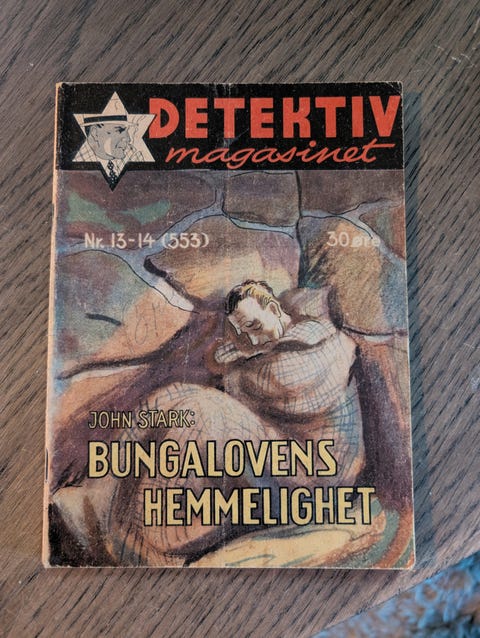 DETEKTIV
magasinet
Nr. 13-14 (553) 30 øre
JOHN STARK:
BUNGALOVENS
HEMMELIGHET